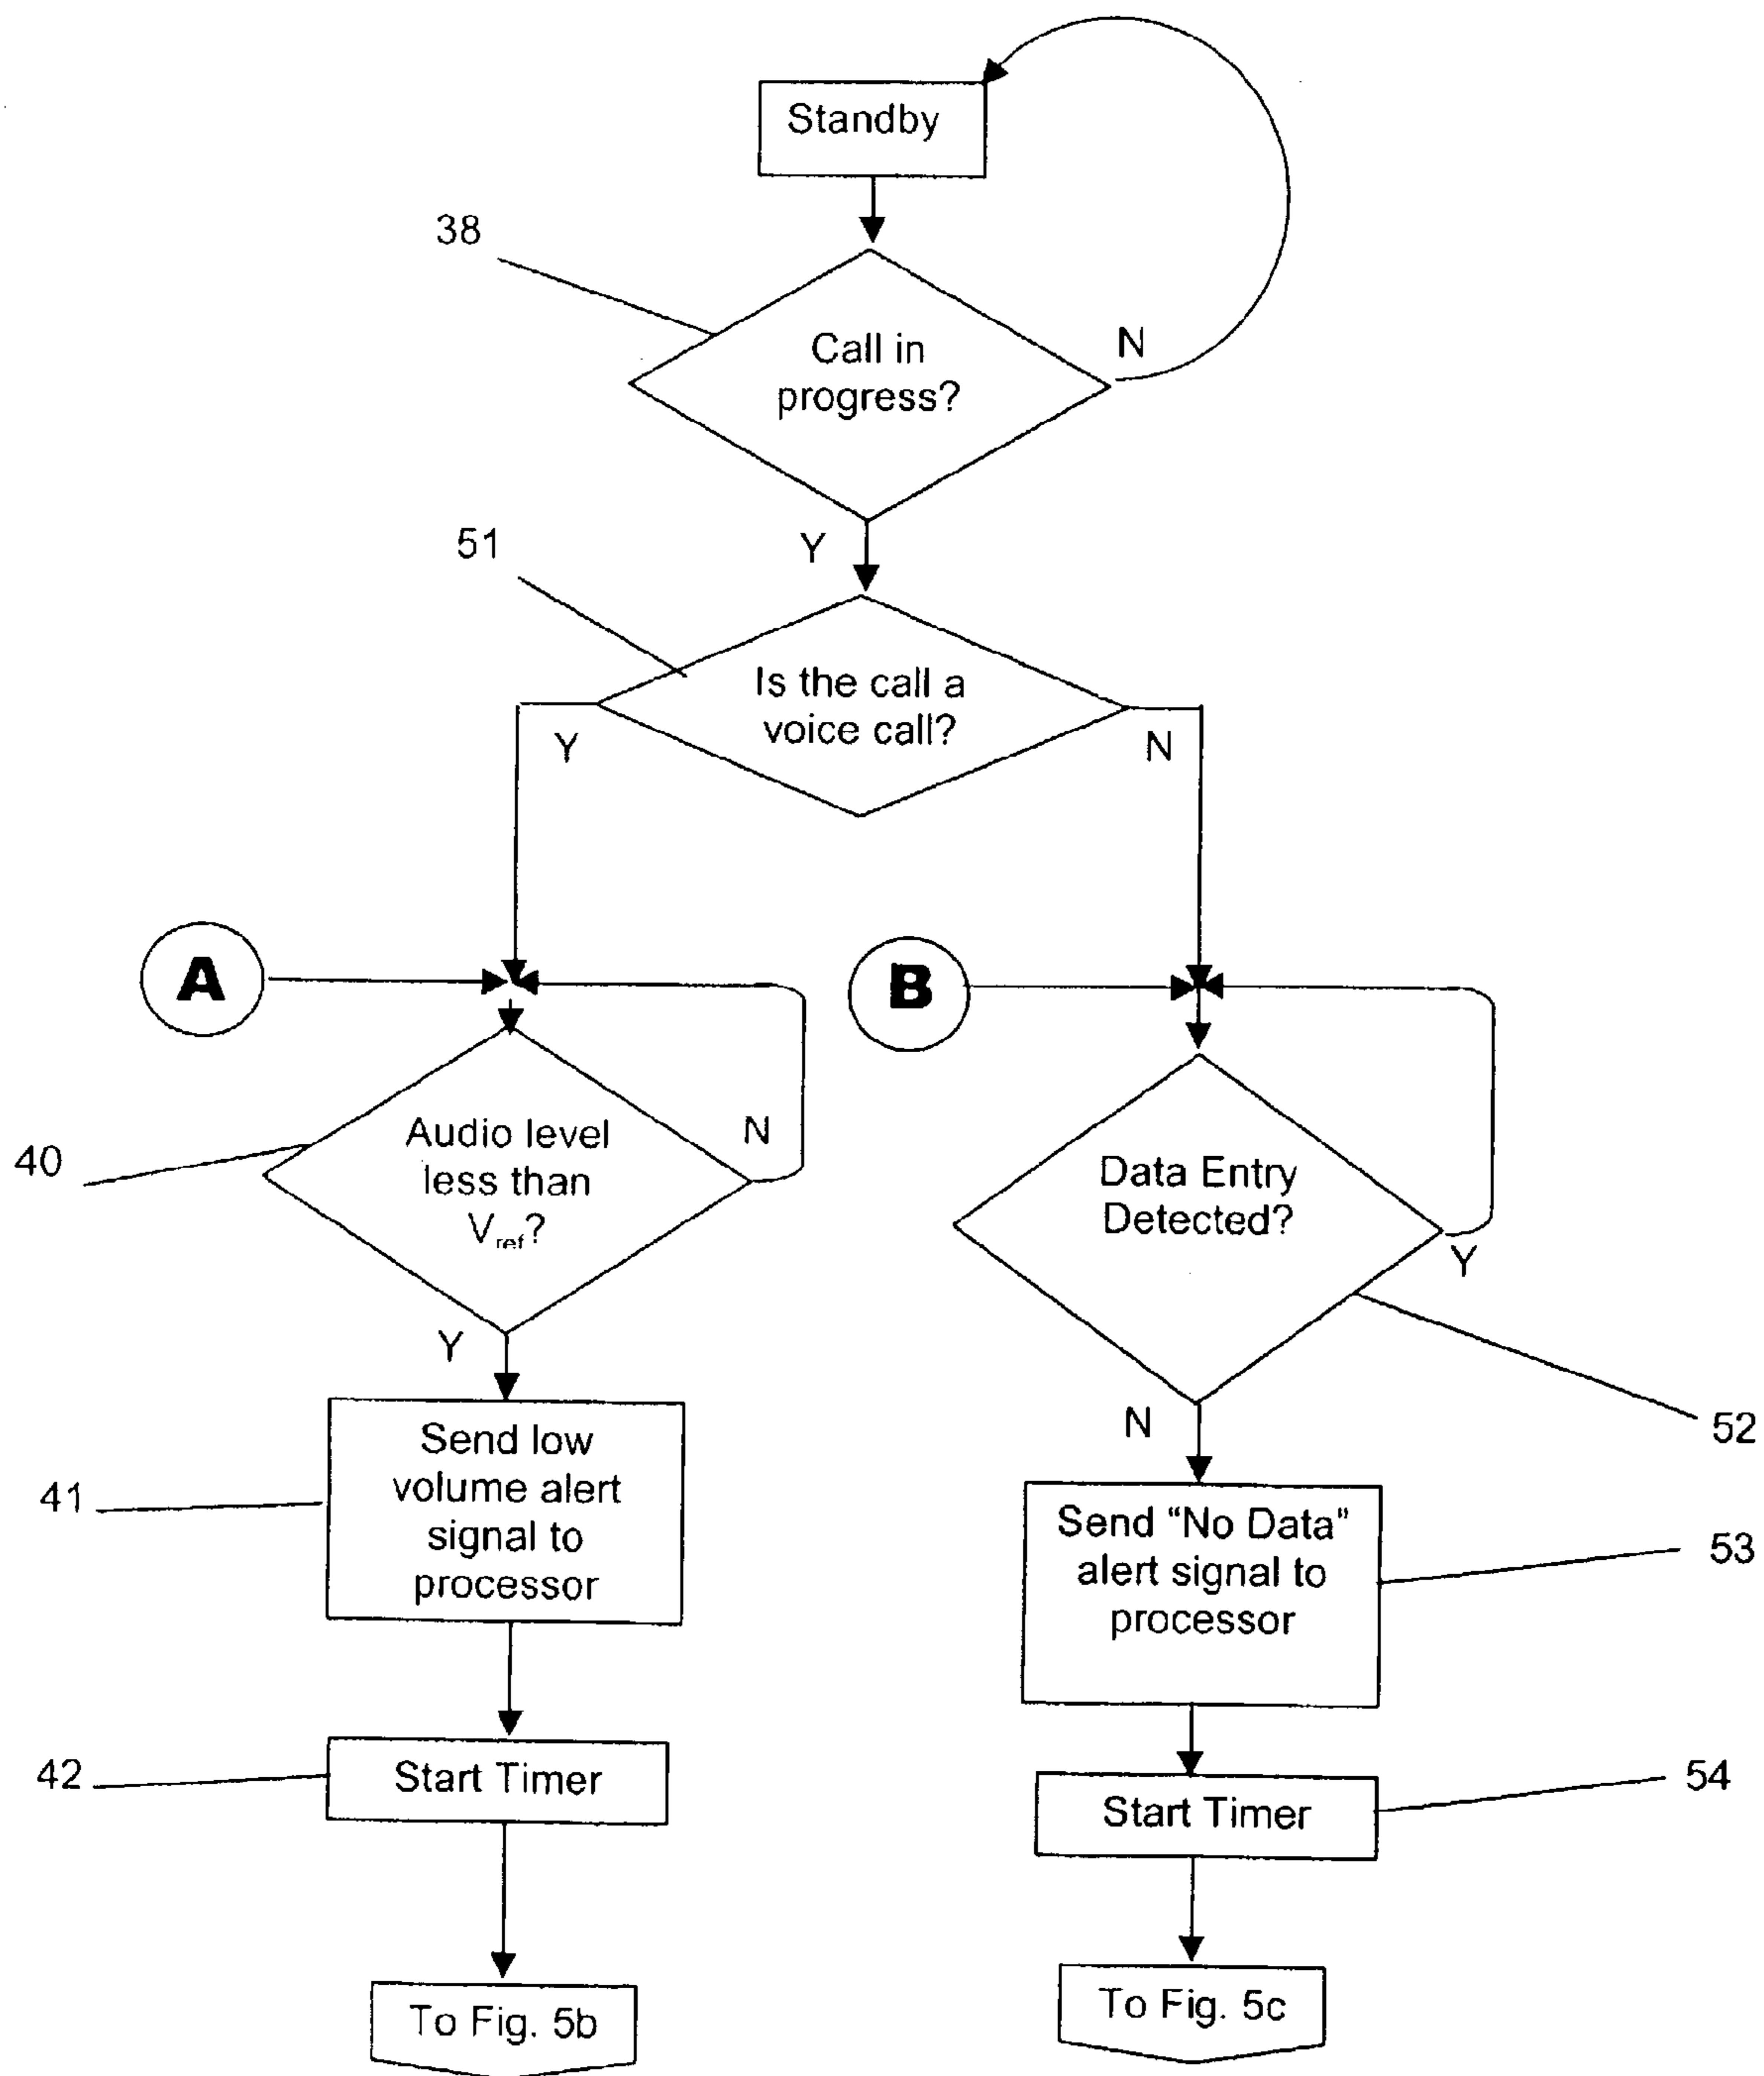 Standby
38
Call in
progress?
N
Y
51
Is the call a
voice call?
Y
N
A
B
40
Audio level
less than
Vref?
N
Y
Data Entry
Detected?
Y
N
52
41
Send low
volume alert
signal to
processor
Send “No Data”
alert signal to
processor
53
42
Start Timer
Start Timer
54
To Fig. 5b
To Fig. 5c